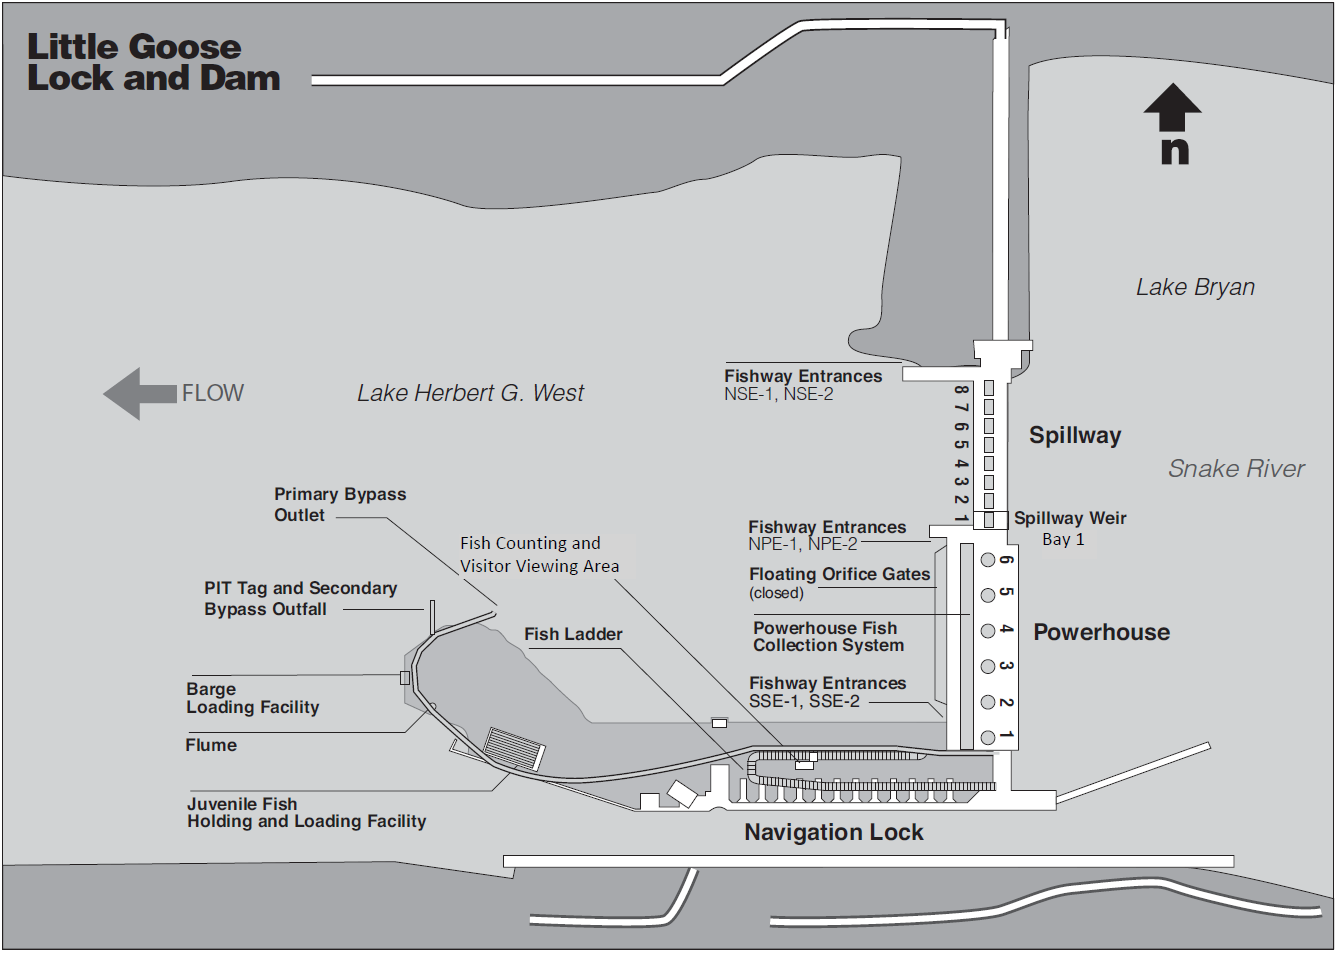 Little Goose
Lock and Dam
n
Lake Bryan
Fishway Entrances
NSE-1, NSE-2
FLOW
Lake Herbert G. West
8
7
6
5
4
3
2
1
Spillway
Snake River
Primary Bypass
Outlet
Spillway Weir
Bay 1
Fishway Entrances
NPE-1, NPE-2
Fish Counting and
Visitor Viewing Area
Floating Orifice Gates
(closed)
PIT Tag and Secondary
Bypass Outfall
6
5
4
3
2
1
Powerhouse
Powerhouse Fish
Collection System
Fish Ladder
Fishway Entrances
SSE-1, SSE-2
Barge
Loading Facility
Flume
Juvenile Fish
Holding and Loading Facility
Navigation Lock